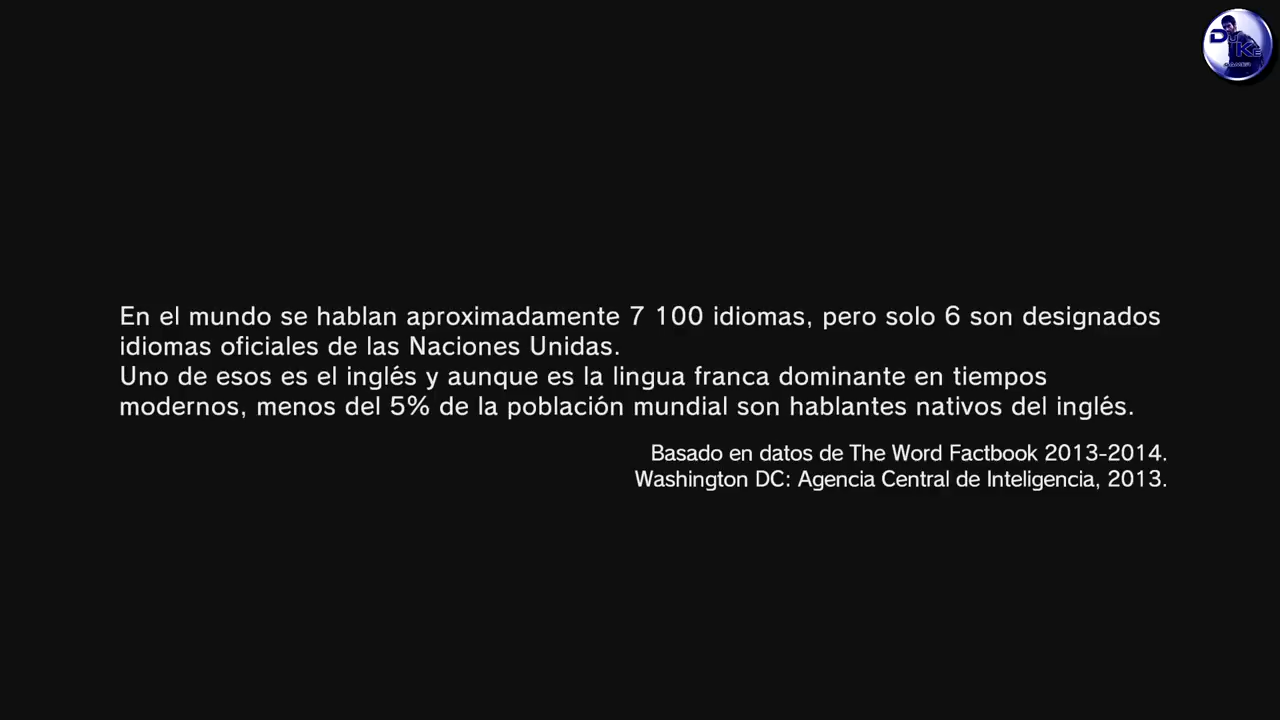 DuKe
GAMER
En el mundo se hablan aproximadamente 7 100 idiomas, pero solo 6 son designados
idiomas oficiales de las Naciones Unidas.
Uno de esos es el inglés y aunque es la lingua franca dominante en tiempos
modernos, menos del 5% de la población mundial son hablantes nativos del inglés.
Basado en datos de The Word Factbook 2013-2014.
Washington DC: Agencia Central de Inteligencia, 2013.